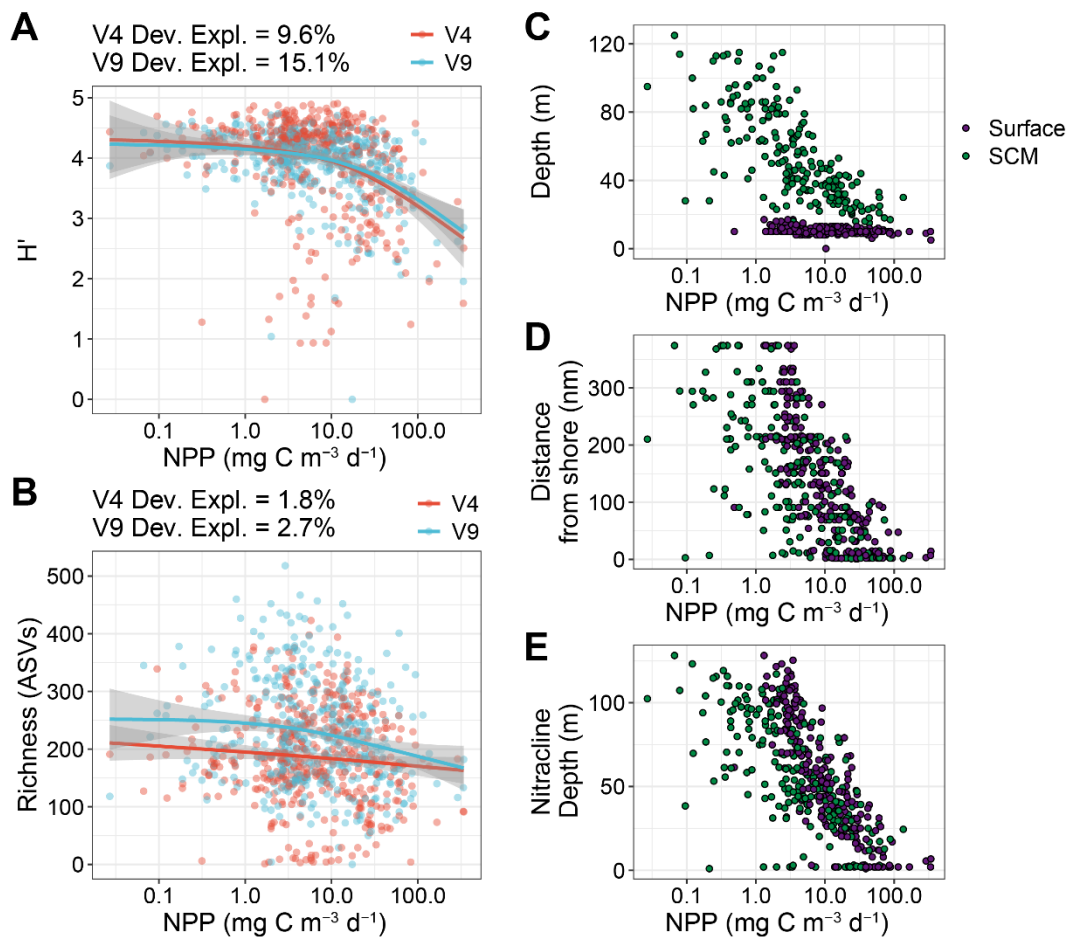 A
V4 Dev. Expl. = 9.6%
V9 Dev. Expl. = 15.1%
V4
V9
5
4
3
2
1
0
H'
0.1 1.0 10.0 100.0
NPP (mg C m⁻³ d⁻¹)
B
V4 Dev. Expl. = 1.8%
V9 Dev. Expl. = 2.7%
V4
V9
500
400
300
200
100
0
Richness (ASVs)
0.1 1.0 10.0 100.0
NPP (mg C m⁻³ d⁻¹)
C
120
80
40
0
Depth (m)
0.1 1.0 10.0 100.0
NPP (mg C m⁻³ d⁻¹)
Surface
SCM
D
300
200
100
0
Distance
from shore (nm)
0.1 1.0 10.0 100.0
NPP (mg C m⁻³ d⁻¹)
E
100
50
0
Nitracline
Depth (m)
0.1 1.0 10.0 100.0
NPP (mg C m⁻³ d⁻¹)